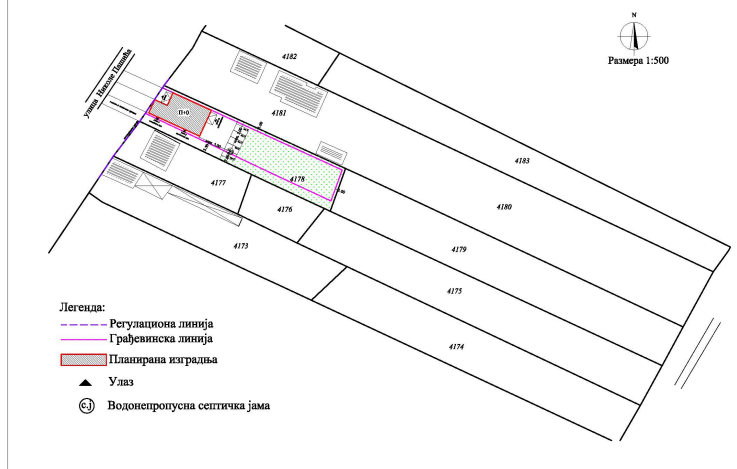 N
Размера 1:500
улица Николе Пашића
4182
4181
П+0
4183
4178
4177
4180
4176
4173
4179
4175
4174
Легенда:
Регулациона линија
Грађевинска линија
Планирана изградња
Улаз
с.ј Водонепропусна септичка јама